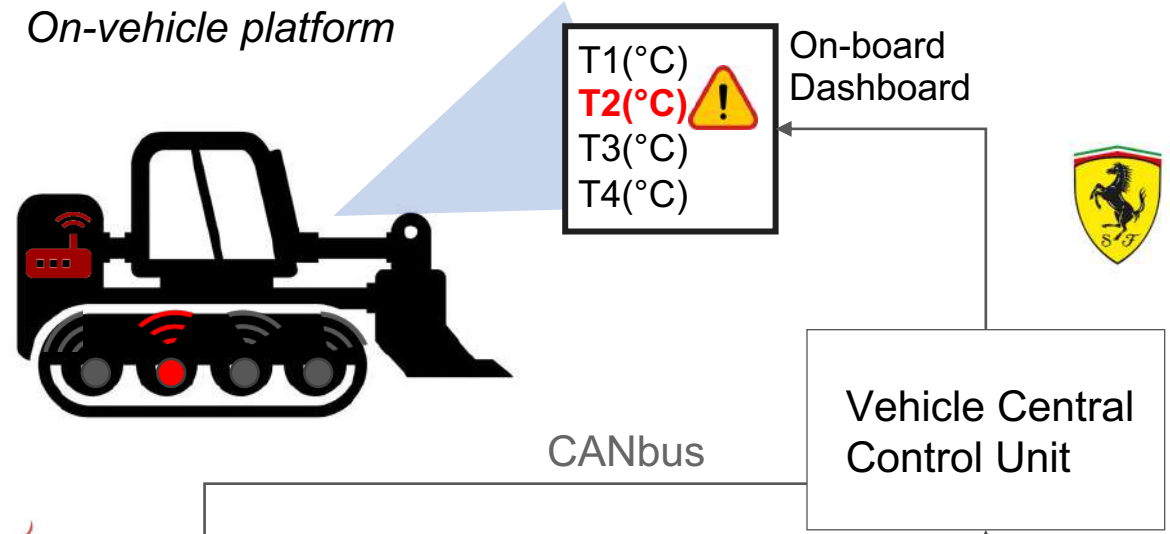 On-vehicle platform
T1(°C)
T2(°C)
T3(°C)
T4(°C)
On-board
Dashboard
S F
Vehicle Central
Control Unit
CANbus